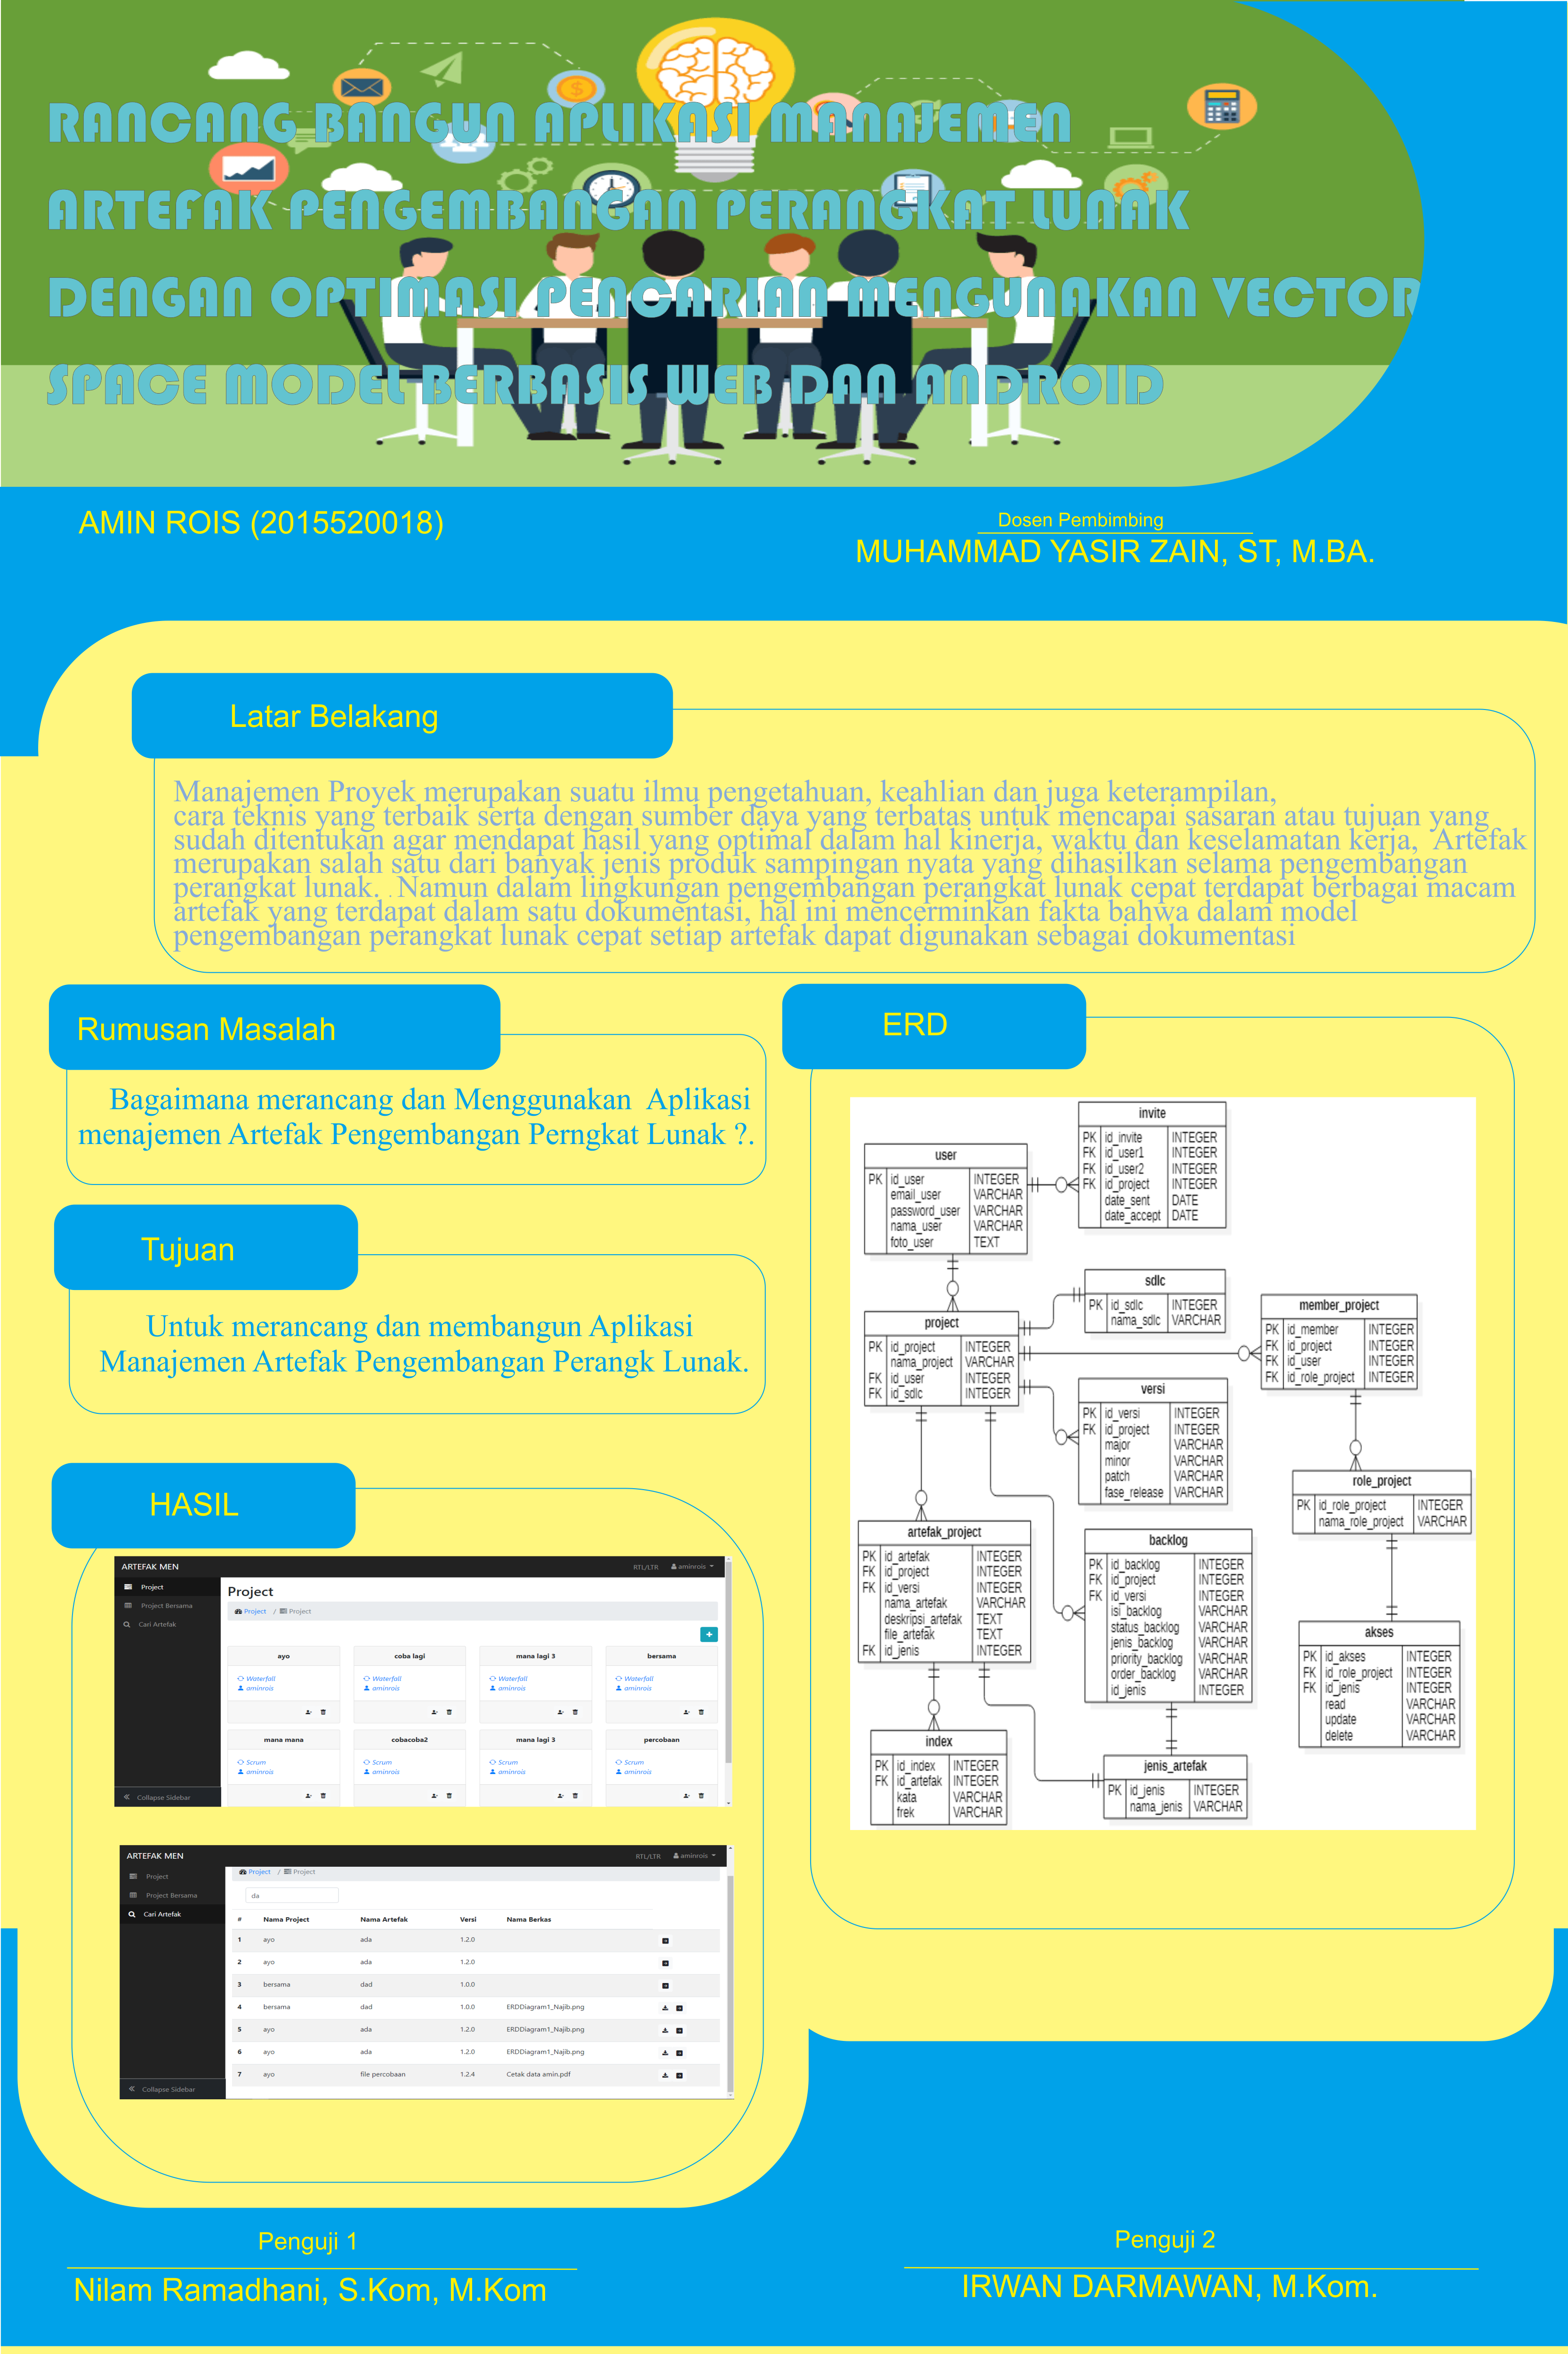 RANCANG BANGUN APLIKASI MANAJEMEN
ARTEFAK PENGEMBANGAN PERANGKAT LUNAK
DENGAN OPTIMASI PENCARIAN MENGUNAKAN VECTOR
SPACE MODEL BERBASIS WEB DAN ANDROID
AMIN ROIS (2015520018)
Dosen Pembimbing
MUHAMMAD YASIR ZAIN, ST, M.BA.
Latar Belakang
Manajemen Proyek merupakan suatu ilmu pengetahuan, keahlian dan juga keterampilan,
cara teknis yang terbaik serta dengan sumber daya yang terbatas untuk mencapai sasaran atau tujuan yang
sudah ditentukan agar mendapat hasil yang optimal dalam hal kinerja, waktu dan keselamatan kerja, Artefak
merupakan salah satu dari banyak jenis produk sampingan nyata yang dihasilkan selama pengembangan
perangkat lunak. . Namun dalam lingkungan pengembangan perangkat lunak cepat terdapat berbagai macam
artefak yang terdapat dalam satu dokumentasi, hal ini mencerminkan fakta bahwa dalam model
pengembangan perangkat lunak cepat setiap artefak dapat digunakan sebagai dokumentasi
Rumusan Masalah
Bagaimana merancang dan Menggunakan Aplikasi
menajemen Artefak Pengembangan Perngkat Lunak ?.
Tujuan
Untuk merancang dan membangun Aplikasi
Manajemen Artefak Pengembangan Perangk Lunak.
HASIL
ARTEFAK MEN RTL/LTR aminrois
Project
Project Bersama
Cari Artefak
Collapse Sidebar
Project
Project / Project
+
ayo coba lagi mana lagi 3 bersama
Waterfall Waterfall Waterfall Waterfall
aminrois aminrois aminrois aminrois
mana mana cobacoba2 mana lagi 3 percobaan
Scrum Scrum Scrum Scrum
aminrois aminrois aminrois aminrois
ARTEFAK MEN RTL/LTR aminrois
Project
Project Bersama
Cari Artefak
Collapse Sidebar
Project / Project
da
# Nama Project Nama Artefak Versi Nama Berkas
1 ayo ada 1.2.0
2 ayo ada 1.2.0
3 bersama dad 1.0.0
4 bersama dad 1.0.0 ERDDiagram1_Najib.png
5 ayo ada 1.2.0 ERDDiagram1_Najib.png
6 ayo ada 1.2.0 ERDDiagram1_Najib.png
7 ayo file percobaan 1.2.4 Cetak data amin.pdf
ERD
invite
PK id_invite INTEGER
FK id_user1 INTEGER
FK id_user2 INTEGER
FK id_project INTEGER
date_sent DATE
date_accept DATE
user
PK id_user INTEGER
email_user VARCHAR
password_user VARCHAR
nama_user VARCHAR
foto_user TEXT
sdlc
PK id_sdlc INTEGER
nama_sdlc VARCHAR
member_project
PK id_member INTEGER
FK id_project INTEGER
FK id_user INTEGER
FK id_role_project INTEGER
project
PK id_project INTEGER
nama_project VARCHAR
FK id_user INTEGER
FK id_sdlc INTEGER
versi
PK id_versi INTEGER
FK id_project INTEGER
major VARCHAR
minor VARCHAR
patch VARCHAR
fase_release VARCHAR
role_project
PK id_role_project INTEGER
nama_role_project VARCHAR
artefak_project
PK id_artefak INTEGER
FK id_project INTEGER
FK id_versi INTEGER
nama_artefak VARCHAR
deskripsi_artefak TEXT
file_artefak TEXT
FK id_jenis INTEGER
backlog
PK id_backlog INTEGER
FK id_project INTEGER
FK id_versi INTEGER
isi_backlog VARCHAR
status_backlog VARCHAR
jenis_backlog VARCHAR
priority_backlog VARCHAR
order_backlog VARCHAR
id_jenis INTEGER
akses
PK id_akses INTEGER
FK id_role_project INTEGER
FK id_jenis INTEGER
read VARCHAR
update VARCHAR
delete VARCHAR
index
PK id_index INTEGER
FK id_artefak INTEGER
kata VARCHAR
frek VARCHAR
jenis_artefak
PK id_jenis INTEGER
nama_jenis VARCHAR
Penguji 1
Nilam Ramadhani, S.Kom, M.Kom
Penguji 2
IRWAN DARMAWAN, M.Kom.